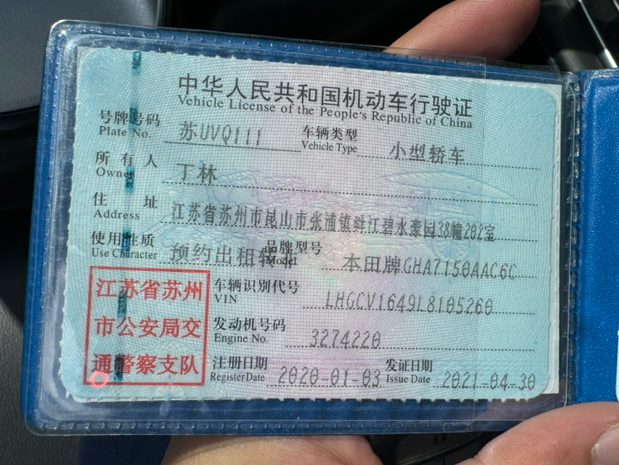 中华人民共和国机动车行驶证
Vehicle License of the People's Republic of China
号牌号码 苏UVQ111 车辆类型 小型轿车
Plate No. Vehicle Type
所有人 丁林
Owner
住址 江苏省苏州市昆山市张浦镇 江碧水豪园38幢202室
Address
使用性质 预约出租 品牌型号 本田牌GHA7150AAC6C
Use Character Model
江苏省苏州
市公安局交
通警察支队
车辆识别代号 LHGCV1649L8105260
VIN
发动机号码 3274220
Engine No.
注册日期 2020-01-03 发证日期 2021-04-30
Register Date Issue Date